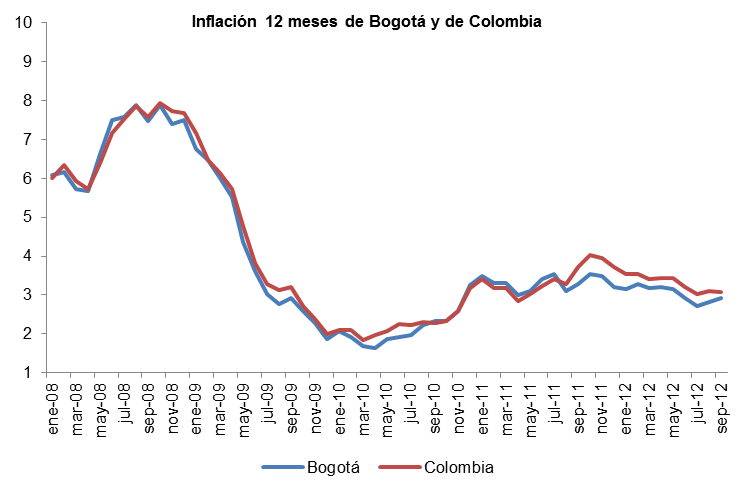 Inflación 12 meses de Bogotá y de Colombia
10
9
8
7
6
5
4
3
2
1
ene-08
mar-08
may-08
jul-08
sep-08
nov-08
ene-09
mar-09
may-09
jul-09
sep-09
nov-09
ene-10
mar-10
may-10
jul-10
sep-10
nov-10
ene-11
mar-11
may-11
jul-11
sep-11
nov-11
ene-12
mar-12
may-12
jul-12
sep-12
Bogotá Colombia